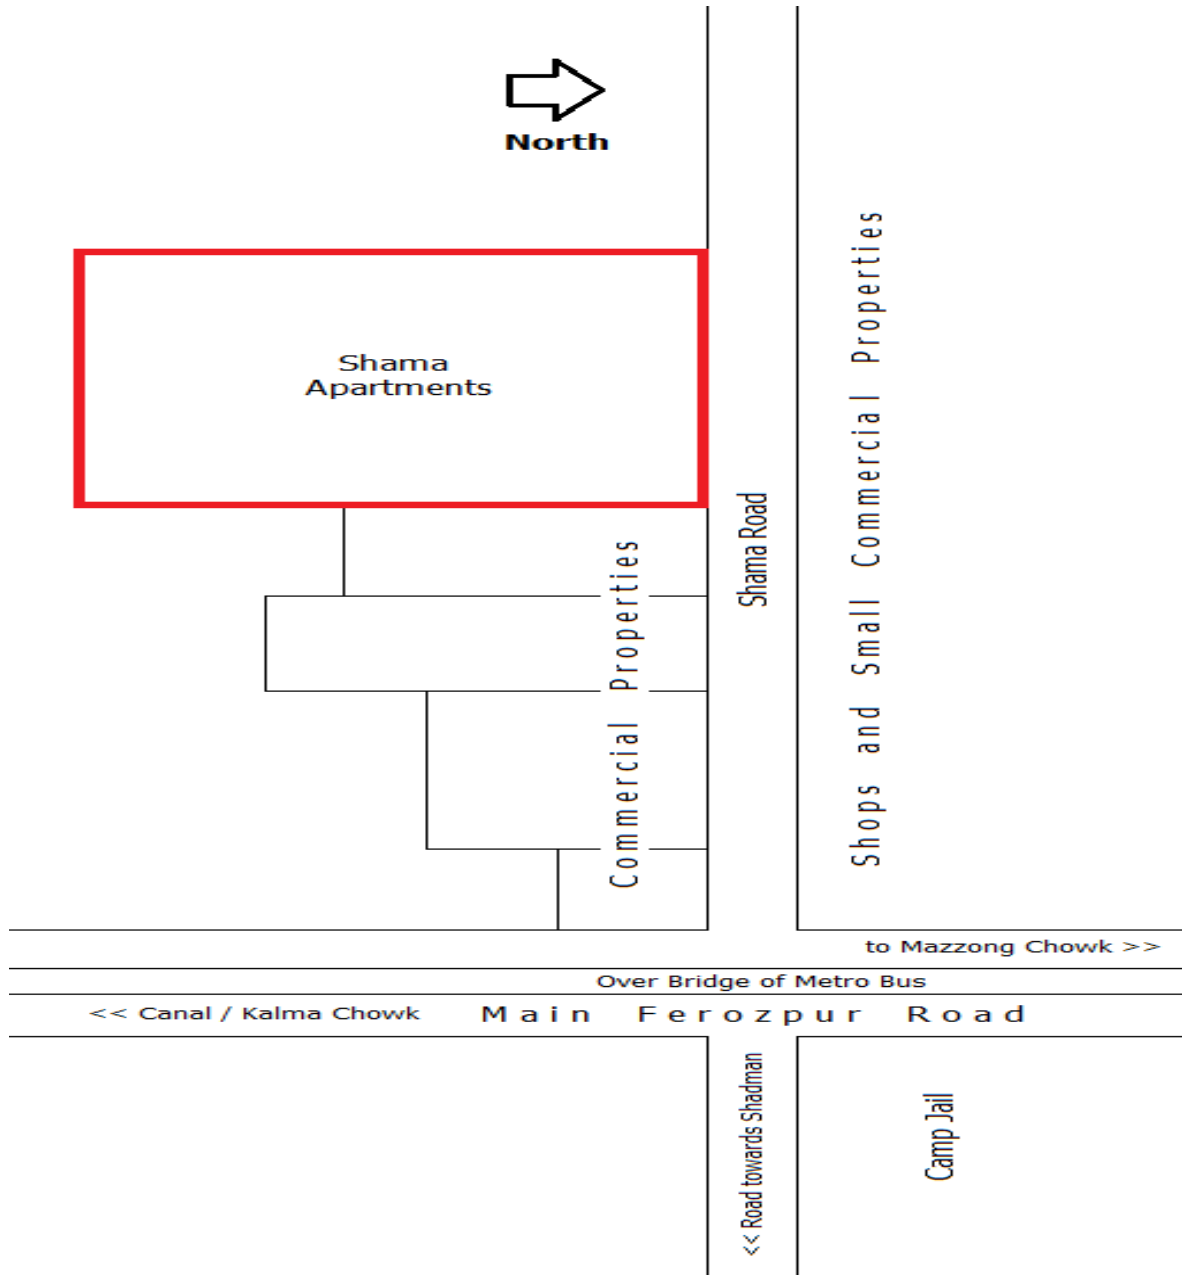 North
Shama
Apartments
Shama Road
Commercial Properties
Shops and Small Commercial Properties
to Mazzong Chowk >>
Over Bridge of Metro Bus
<< Canal / Kalma Chowk
Main Ferozpur Road
<< Road towards Shadman
Camp Jail